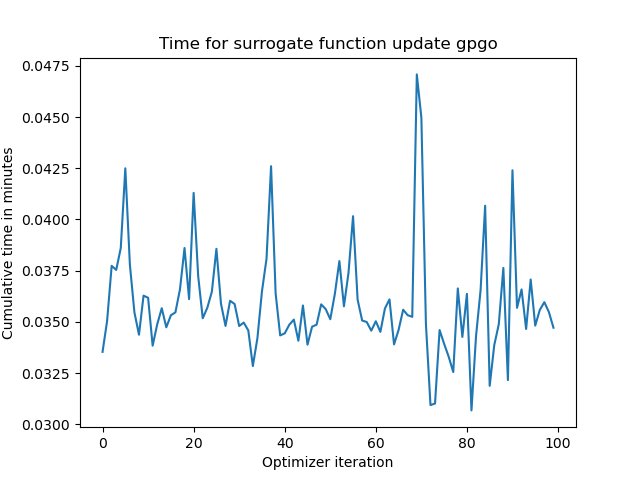 Time for surrogate function update gpgo
Cumulative time in minutes
0.0475
0.0450
0.0425
0.0400
0.0375
0.0350
0.0325
0.0300
0 20 40 60 80 100
Optimizer iteration